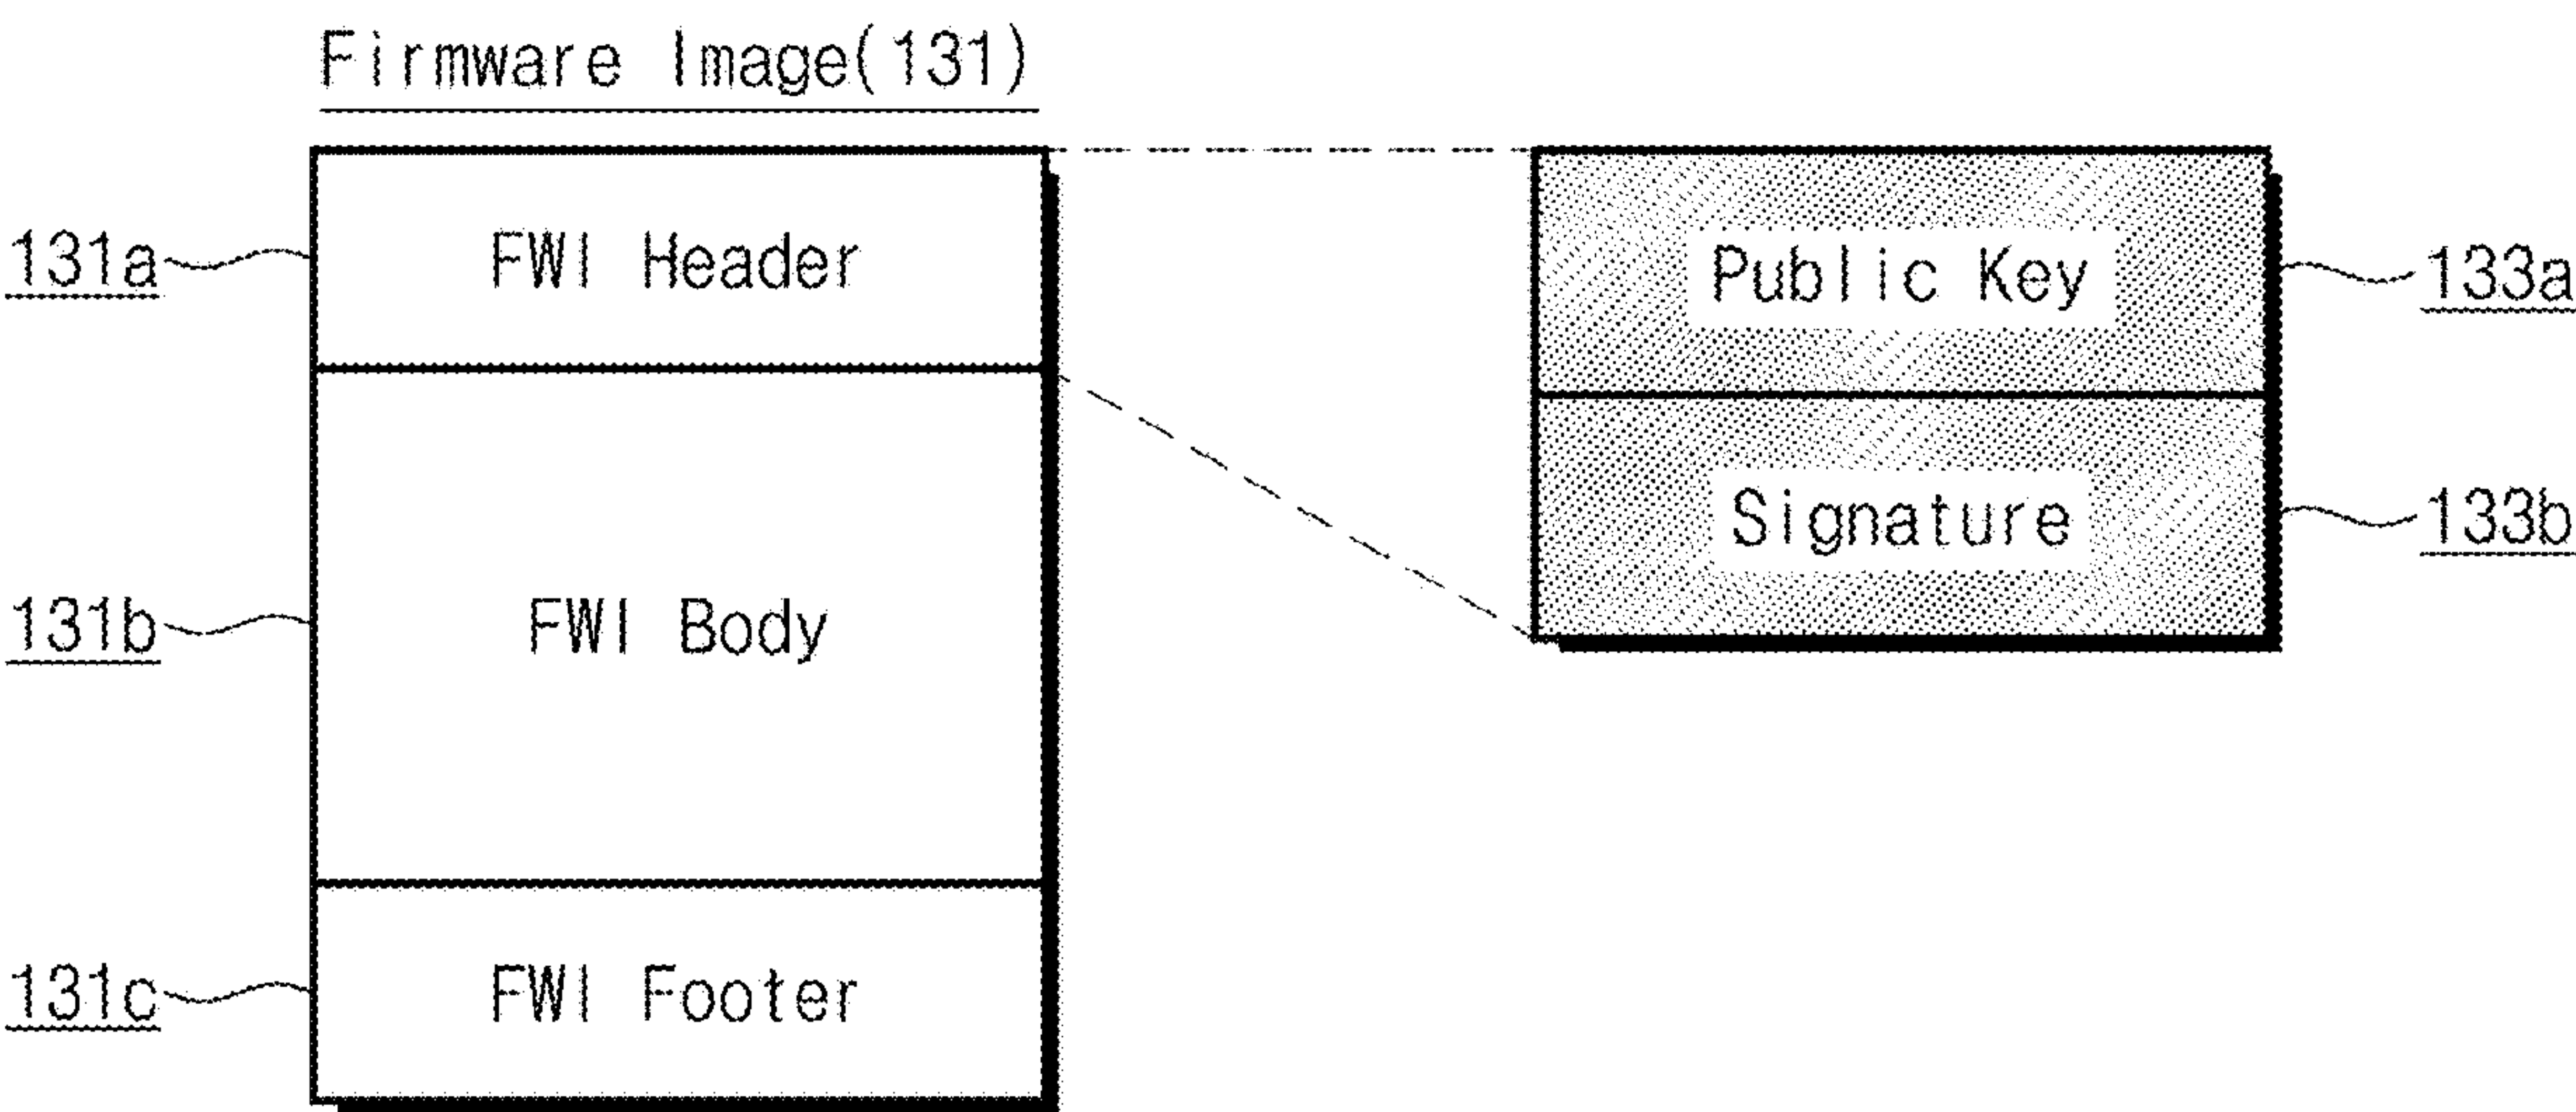 Firmware Image(131)
131a
FWI Header
Public Key
133a
Signature
133b
131b
FWI Body
131c
FWI Footer